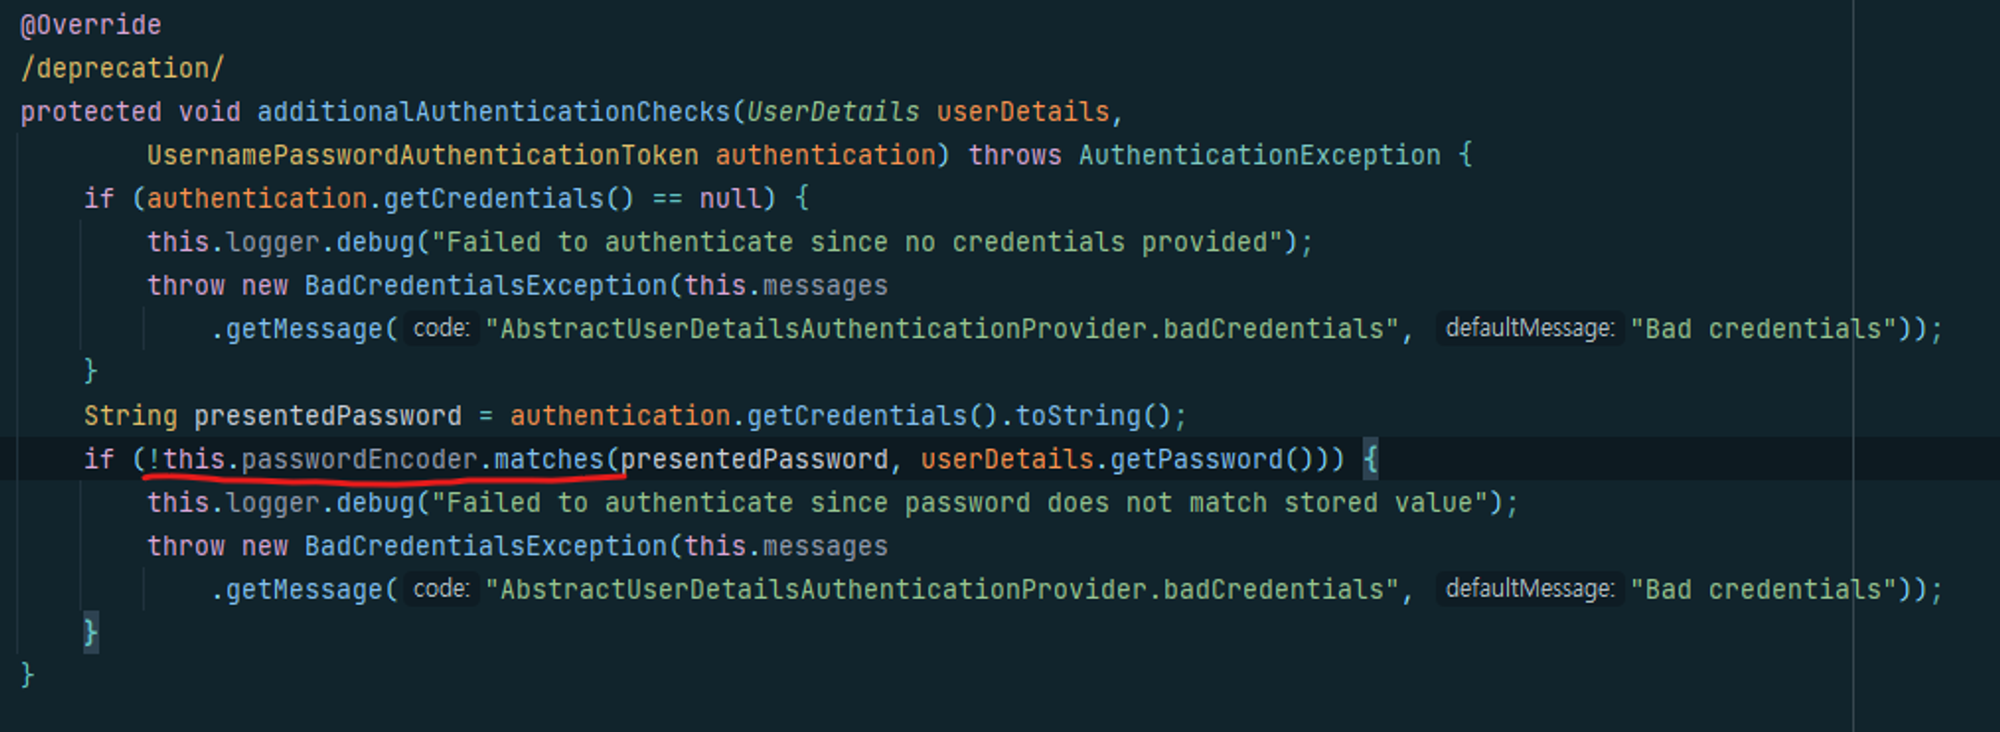 @Override
/deprecation/
protected void additionalAuthenticationChecks(UserDetails userDetails,
UsernamePasswordAuthenticationToken authentication) throws AuthenticationException {
if (authentication.getCredentials() == null) {
this.logger.debug("Failed to authenticate since no credentials provided");
throw new BadCredentialsException(this.messages
.getMessage( code: "AbstractUserDetailsAuthenticationProvider.badCredentials", defaultMessage: "Bad credentials"));
}
String presentedPassword = authentication.getCredentials().toString();
if (!this.passwordEncoder.matches(presentedPassword, userDetails.getPassword())) {
this.logger.debug("Failed to authenticate since password does not match stored value");
throw new BadCredentialsException(this.messages
.getMessage( code: "AbstractUserDetailsAuthenticationProvider.badCredentials", defaultMessage: "Bad credentials"));
}
}